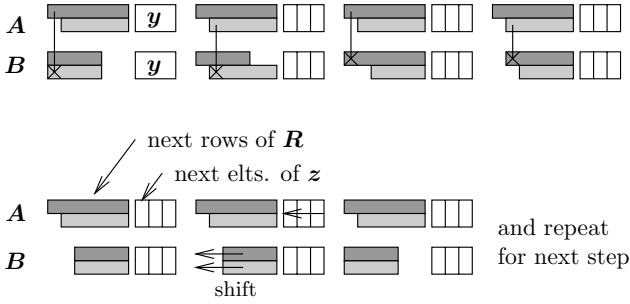 A y
B y
next rows of R
next elts. of z
A
B
and repeat
for next step
shift